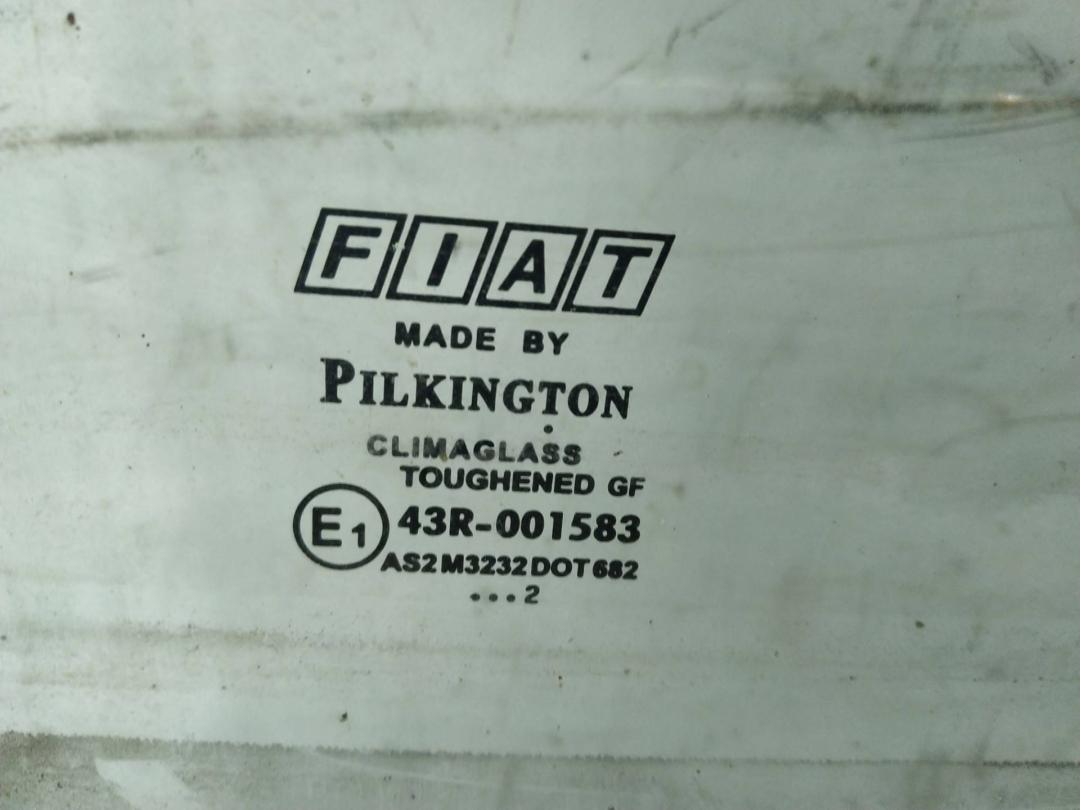 FIAT
MADE BY
PILKINGTON
CLIMAGLASS
TOUGHENED GF
E1 43R-001583
AS2 M3232 DOT 682
...2